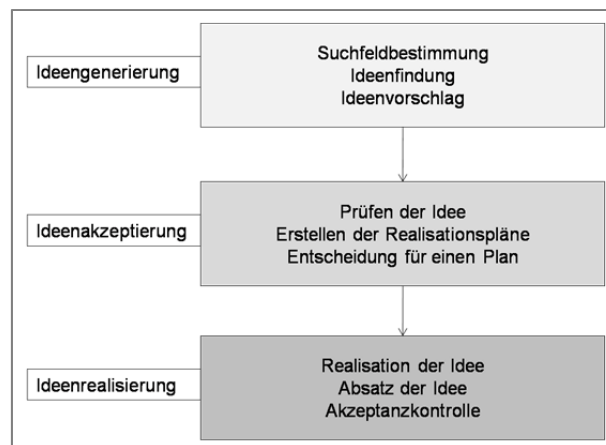 Ideengenerierung
Suchfeldbestimmung
Ideenfindung
Ideenvorschlag
Ideenakzeptierung
Prüfen der Idee
Erstellen der Realisationspläne
Entscheidung für einen Plan
Ideenrealisierung
Realisation der Idee
Absatz der Idee
Akzeptanzkontrolle